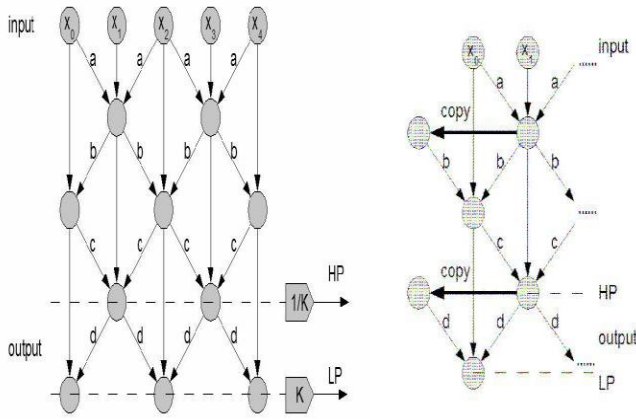 input
x0 x1 x2 x3 x4
a a a a
b b b b
c c c c
HP
1/K
d d d d
output
LP
K
input
x0 x1
a a
copy
b b b
c c
copy
HP
d d d
output
LP